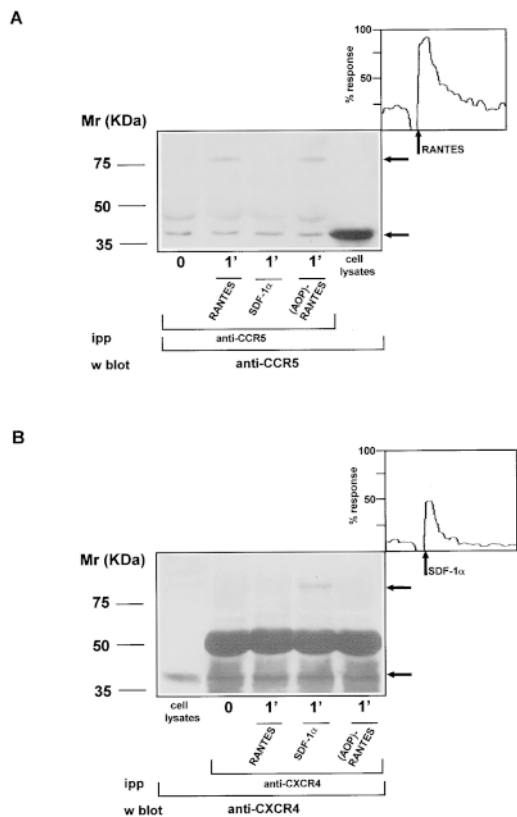 A
% response
100
50
RANTES
Mr (KDa)
75
50
35
0 1' 1' 1' cell lysates
RANTES SDF-1α (AOP)-RANTES
ipp anti-CCR5
w blot anti-CCR5
B
% response
100
50
SDF-1α
Mr (KDa)
75
50
35
cell lysates 0 1' 1' 1'
RANTES SDF-1α (AOP)-RANTES
ipp anti-CXCR4
w blot anti-CXCR4